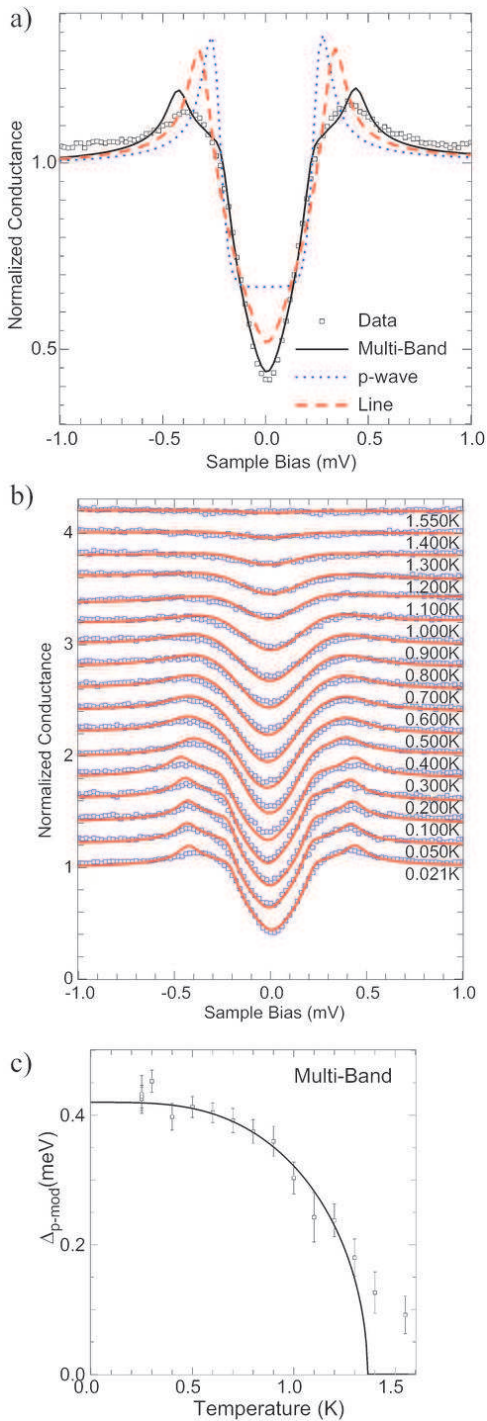 a)
Normalized Conductance
1.0
0.5
Data
Multi-Band
p-wave
Line
-1.0 -0.5 0.0 0.5 1.0
Sample Bias (mV)
b)
Normalized Conductance
4
3
2
1
0
1.550K
1.400K
1.300K
1.200K
1.100K
1.000K
0.900K
0.800K
0.700K
0.600K
0.500K
0.400K
0.300K
0.200K
0.100K
0.050K
0.021K
-1.0 -0.5 0.0 0.5 1.0
Sample Bias (mV)
c)
Multi-Band
Δp-mod(meV)
0.4
0.2
0.0
0.0 0.5 1.0 1.5
Temperature (K)